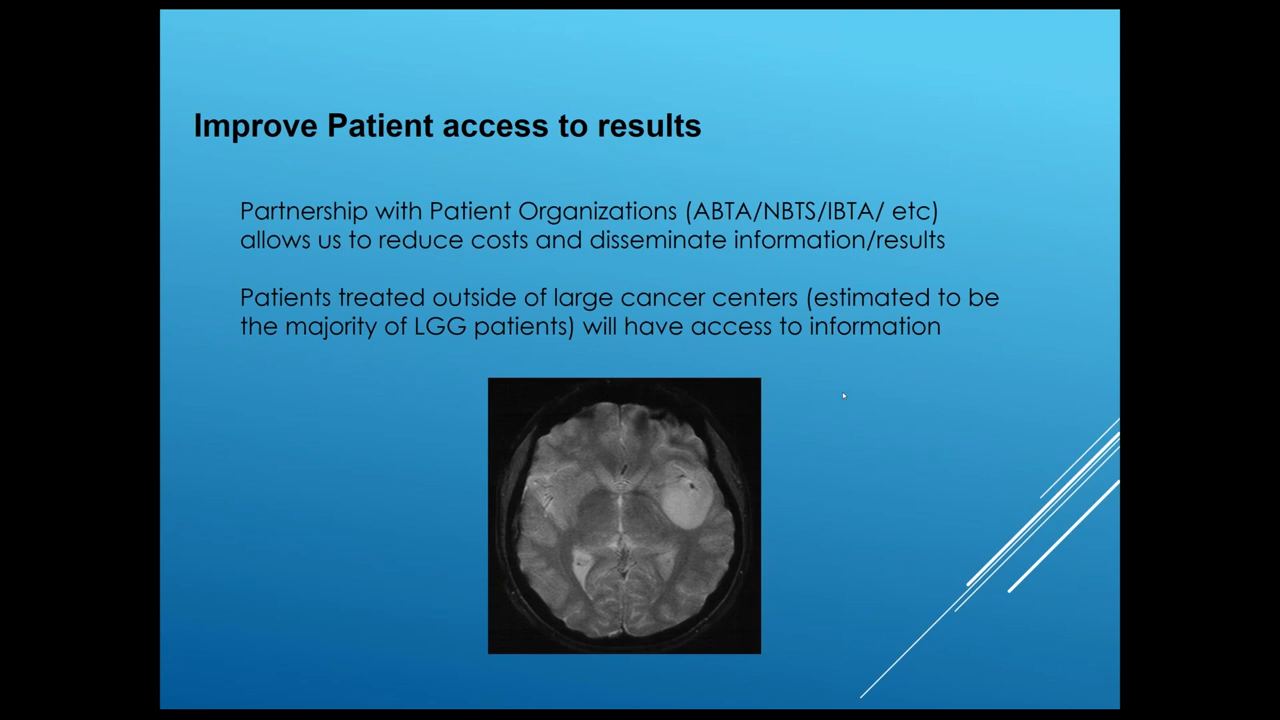 Improve Patient access to results
Partnership with Patient Organizations (ABTA/NBTS/IBTA/ etc)
allows us to reduce costs and disseminate information/results
Patients treated outside of large cancer centers (estimated to be
the majority of LGG patients) will have access to information